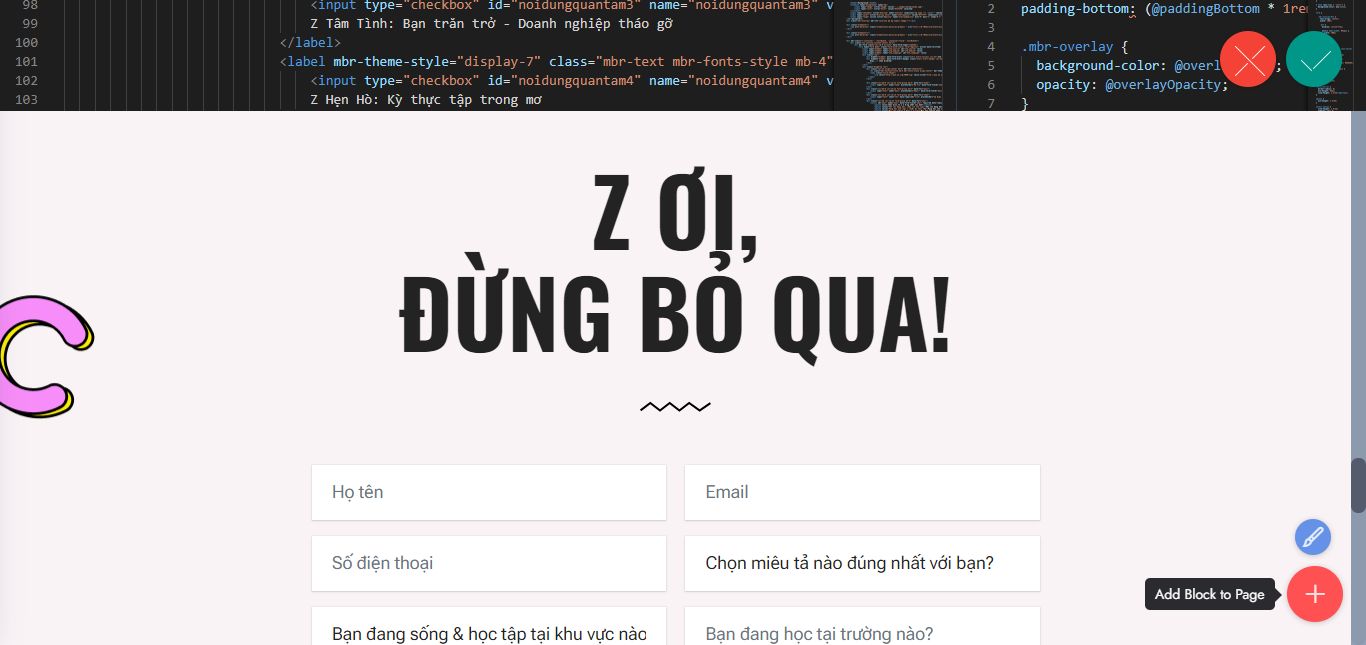 98 <input type="checkbox" id="noidungquantam3" name="noidungquantam3" v
99 Z Tâm Tình: Bạn trăn trở - Doanh nghiệp tháo gỡ
100 </label>
101 <label mbr-theme-style="display-7" class="mbr-text mbr-fonts-style mb-4"
102 <input type="checkbox" id="noidungquantam4" name="noidungquantam4" v
103 Z Hẹn Hò: Kỳ thực tập trong mơ
2 padding-bottom: (@paddingBottom * 1rem
3
4 .mbr-overlay {
5 background-color: @overl ;
6 opacity: @overlayOpacity;
7 }
Z ƠI,
ĐỪNG BỎ QUA!
C
Họ tên
Email
Số điện thoại
Chọn miêu tả nào đúng nhất với bạn?
Bạn đang sống & học tập tại khu vực nào
Bạn đang học tại trường nào?
Add Block to Page